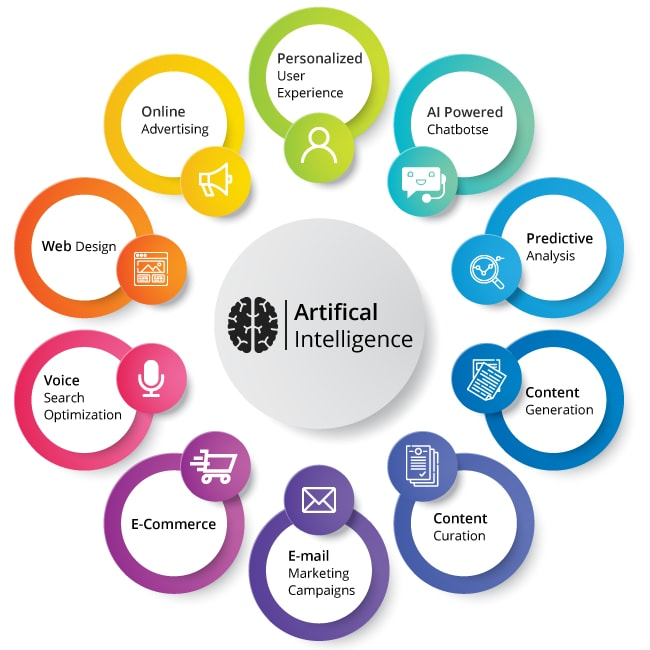 Personalized
User
Experience
AI Powered
Chatbotse
Predictive
Analysis
Content
Generation
Content
Curation
E-mail
Marketing
Campaigns
E-Commerce
Voice
Search
Optimization
Web Design
Online
Advertising
Artifical
Intelligence